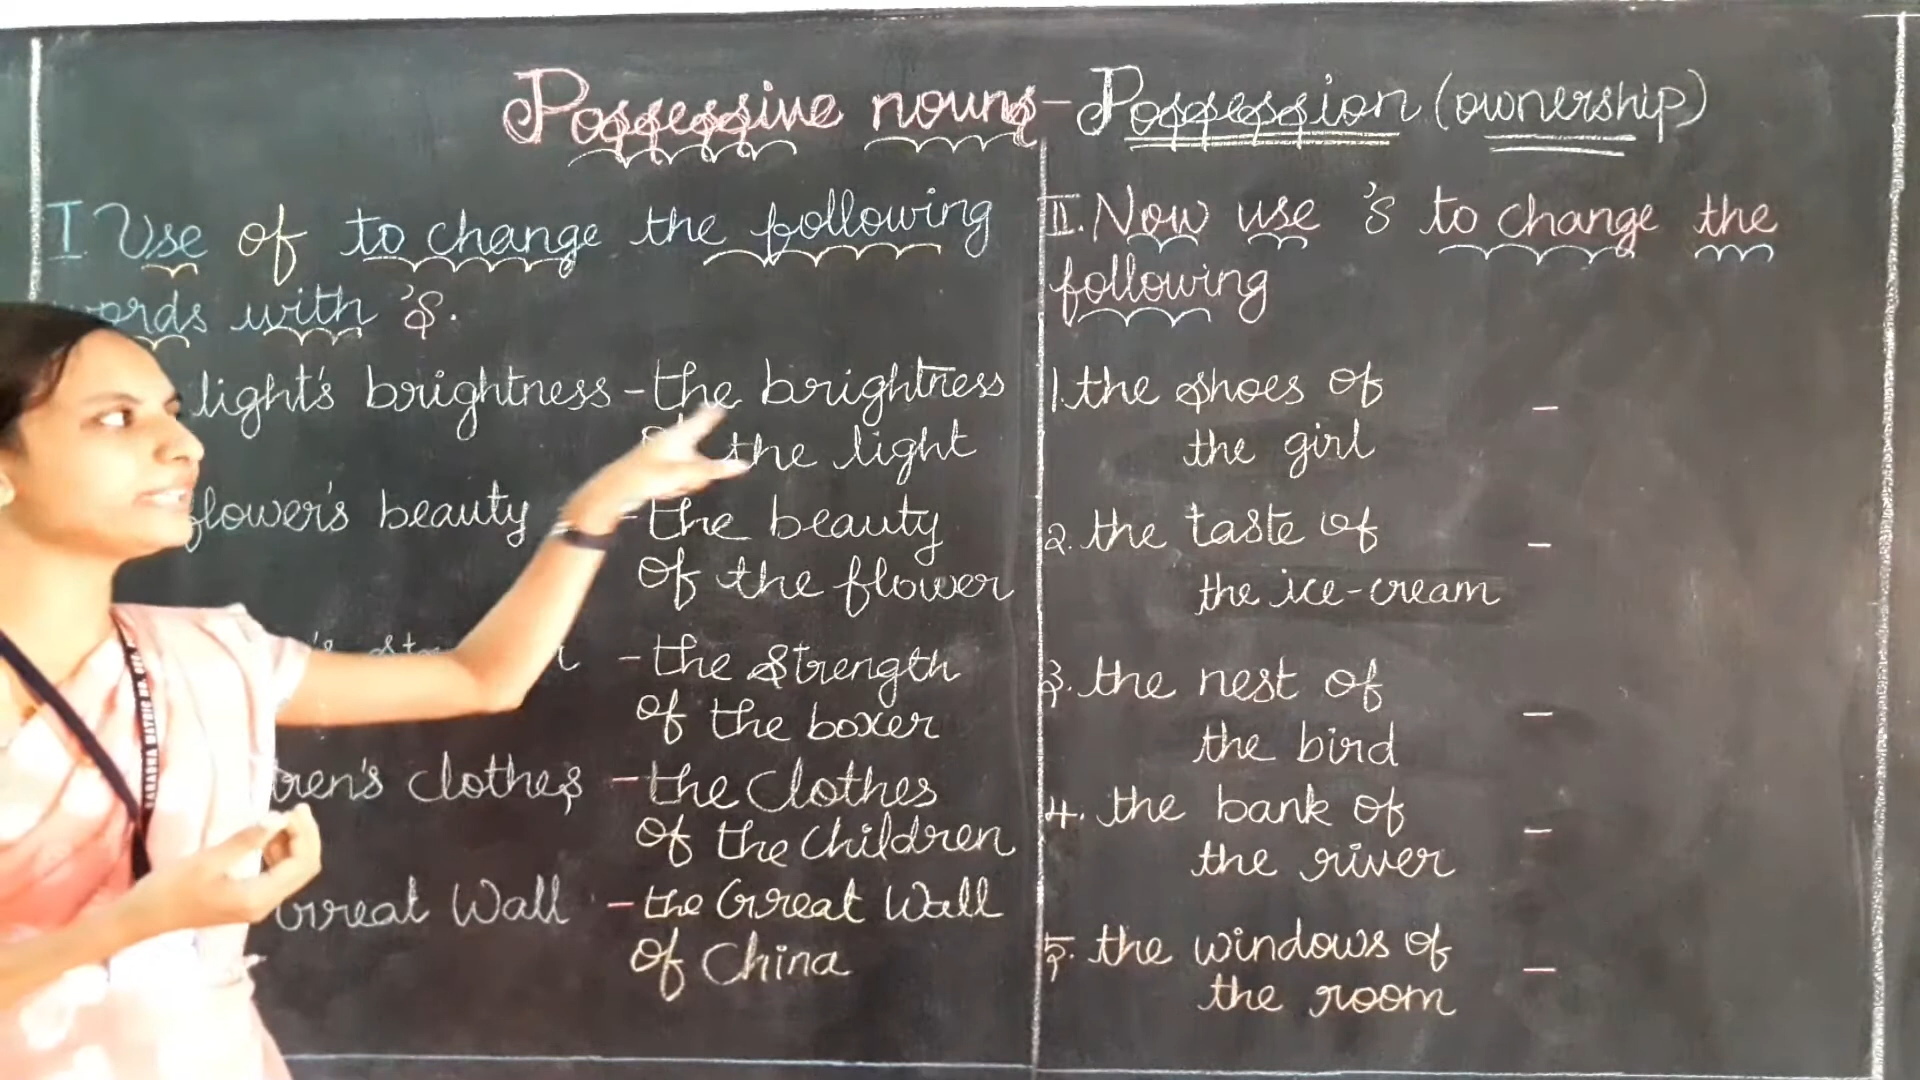 Possessive nouns - Possession (ownership)
I. Use of to change the following
words with 's.
light's brightness - the brightness
the light
flower's beauty - the beauty
of the flower
- the strength
of the boxer
clothes - the clothes
of the children
Great Wall - the Great Wall
of China
II. Now use 's to change the
following
1. the shoes of -
the girl
2. the taste of -
the ice-cream
3. the nest of -
the bird
4. the bank of -
the river
5. the windows of -
the room